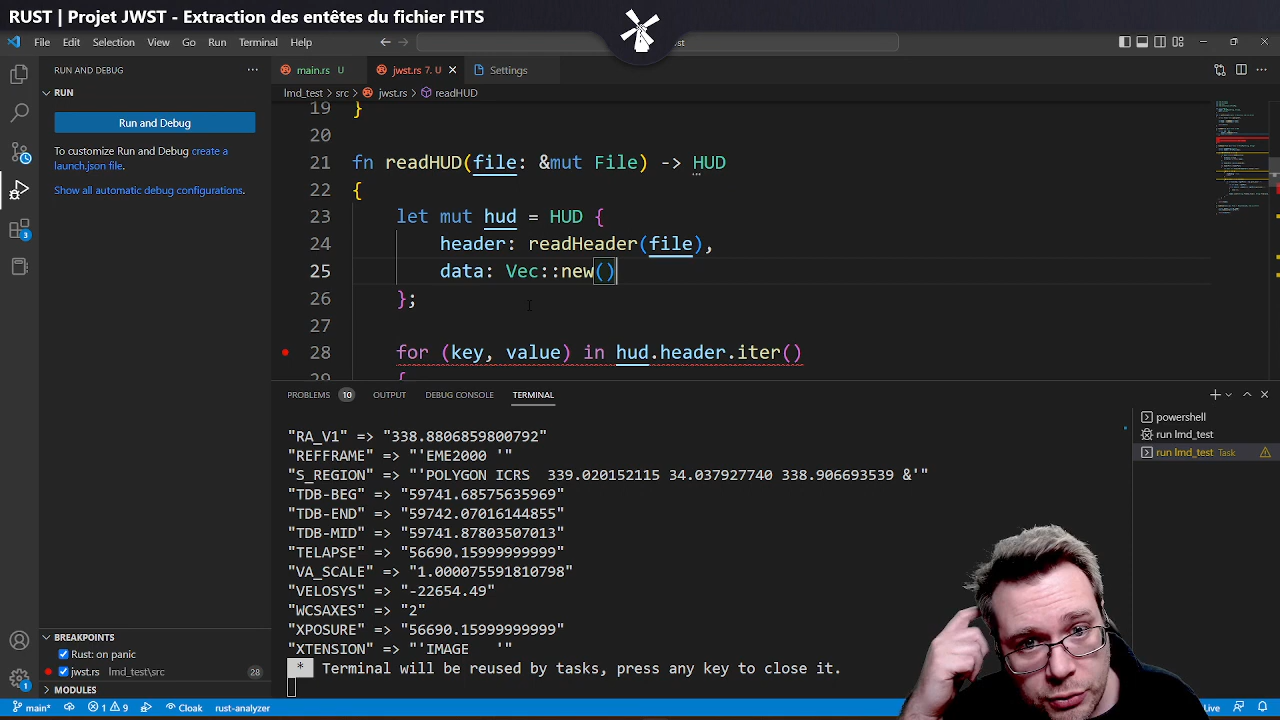 RUST | Projet JWST - Extraction des entêtes du fichier FITS
File Edit Selection View Go Run Terminal Help
st
RUN AND DEBUG
main.rs U
jwst.rs 7, U
Settings
RUN
lmd_test > src > jwst.rs > readHUD
Run and Debug
To customize Run and Debug create a
launch.json file.
Show all automatic debug configurations.
19 }
20
21 fn readHUD(file: &mut File) -> HUD
22 {
23 let mut hud = HUD {
24 header: readHeader(file),
25 data: Vec::new()
26 };
27
28 for (key, value) in hud.header.iter()
29 {
PROBLEMS 10 OUTPUT DEBUG CONSOLE TERMINAL
powershell
run lmd_test
run lmd_test Task
"RA_V1" => "338.8806859800792"
"REFFRAME" => "'EME2000 '"
"S_REGION" => "'POLYGON ICRS  339.020152115 34.037927740 338.906693539 &'"
"TDB-BEG" => "59741.68575635969"
"TDB-END" => "59742.07016144855"
"TDB-MID" => "59741.87803507013"
"TELAPSE" => "56690.15999999999"
"VA_SCALE" => "1.000075591810798"
"VELOSYS" => "-22654.49"
"WCSAXES" => "2"
"XPOSURE" => "56690.15999999999"
"XTENSION" => "'IMAGE   '"
* Terminal will be reused by tasks, press any key to close it.
BREAKPOINTS
Rust: on panic
jwst.rs lmd_test\src 28
MODULES
main* 1 9 Cloak rust-analyzer
Live